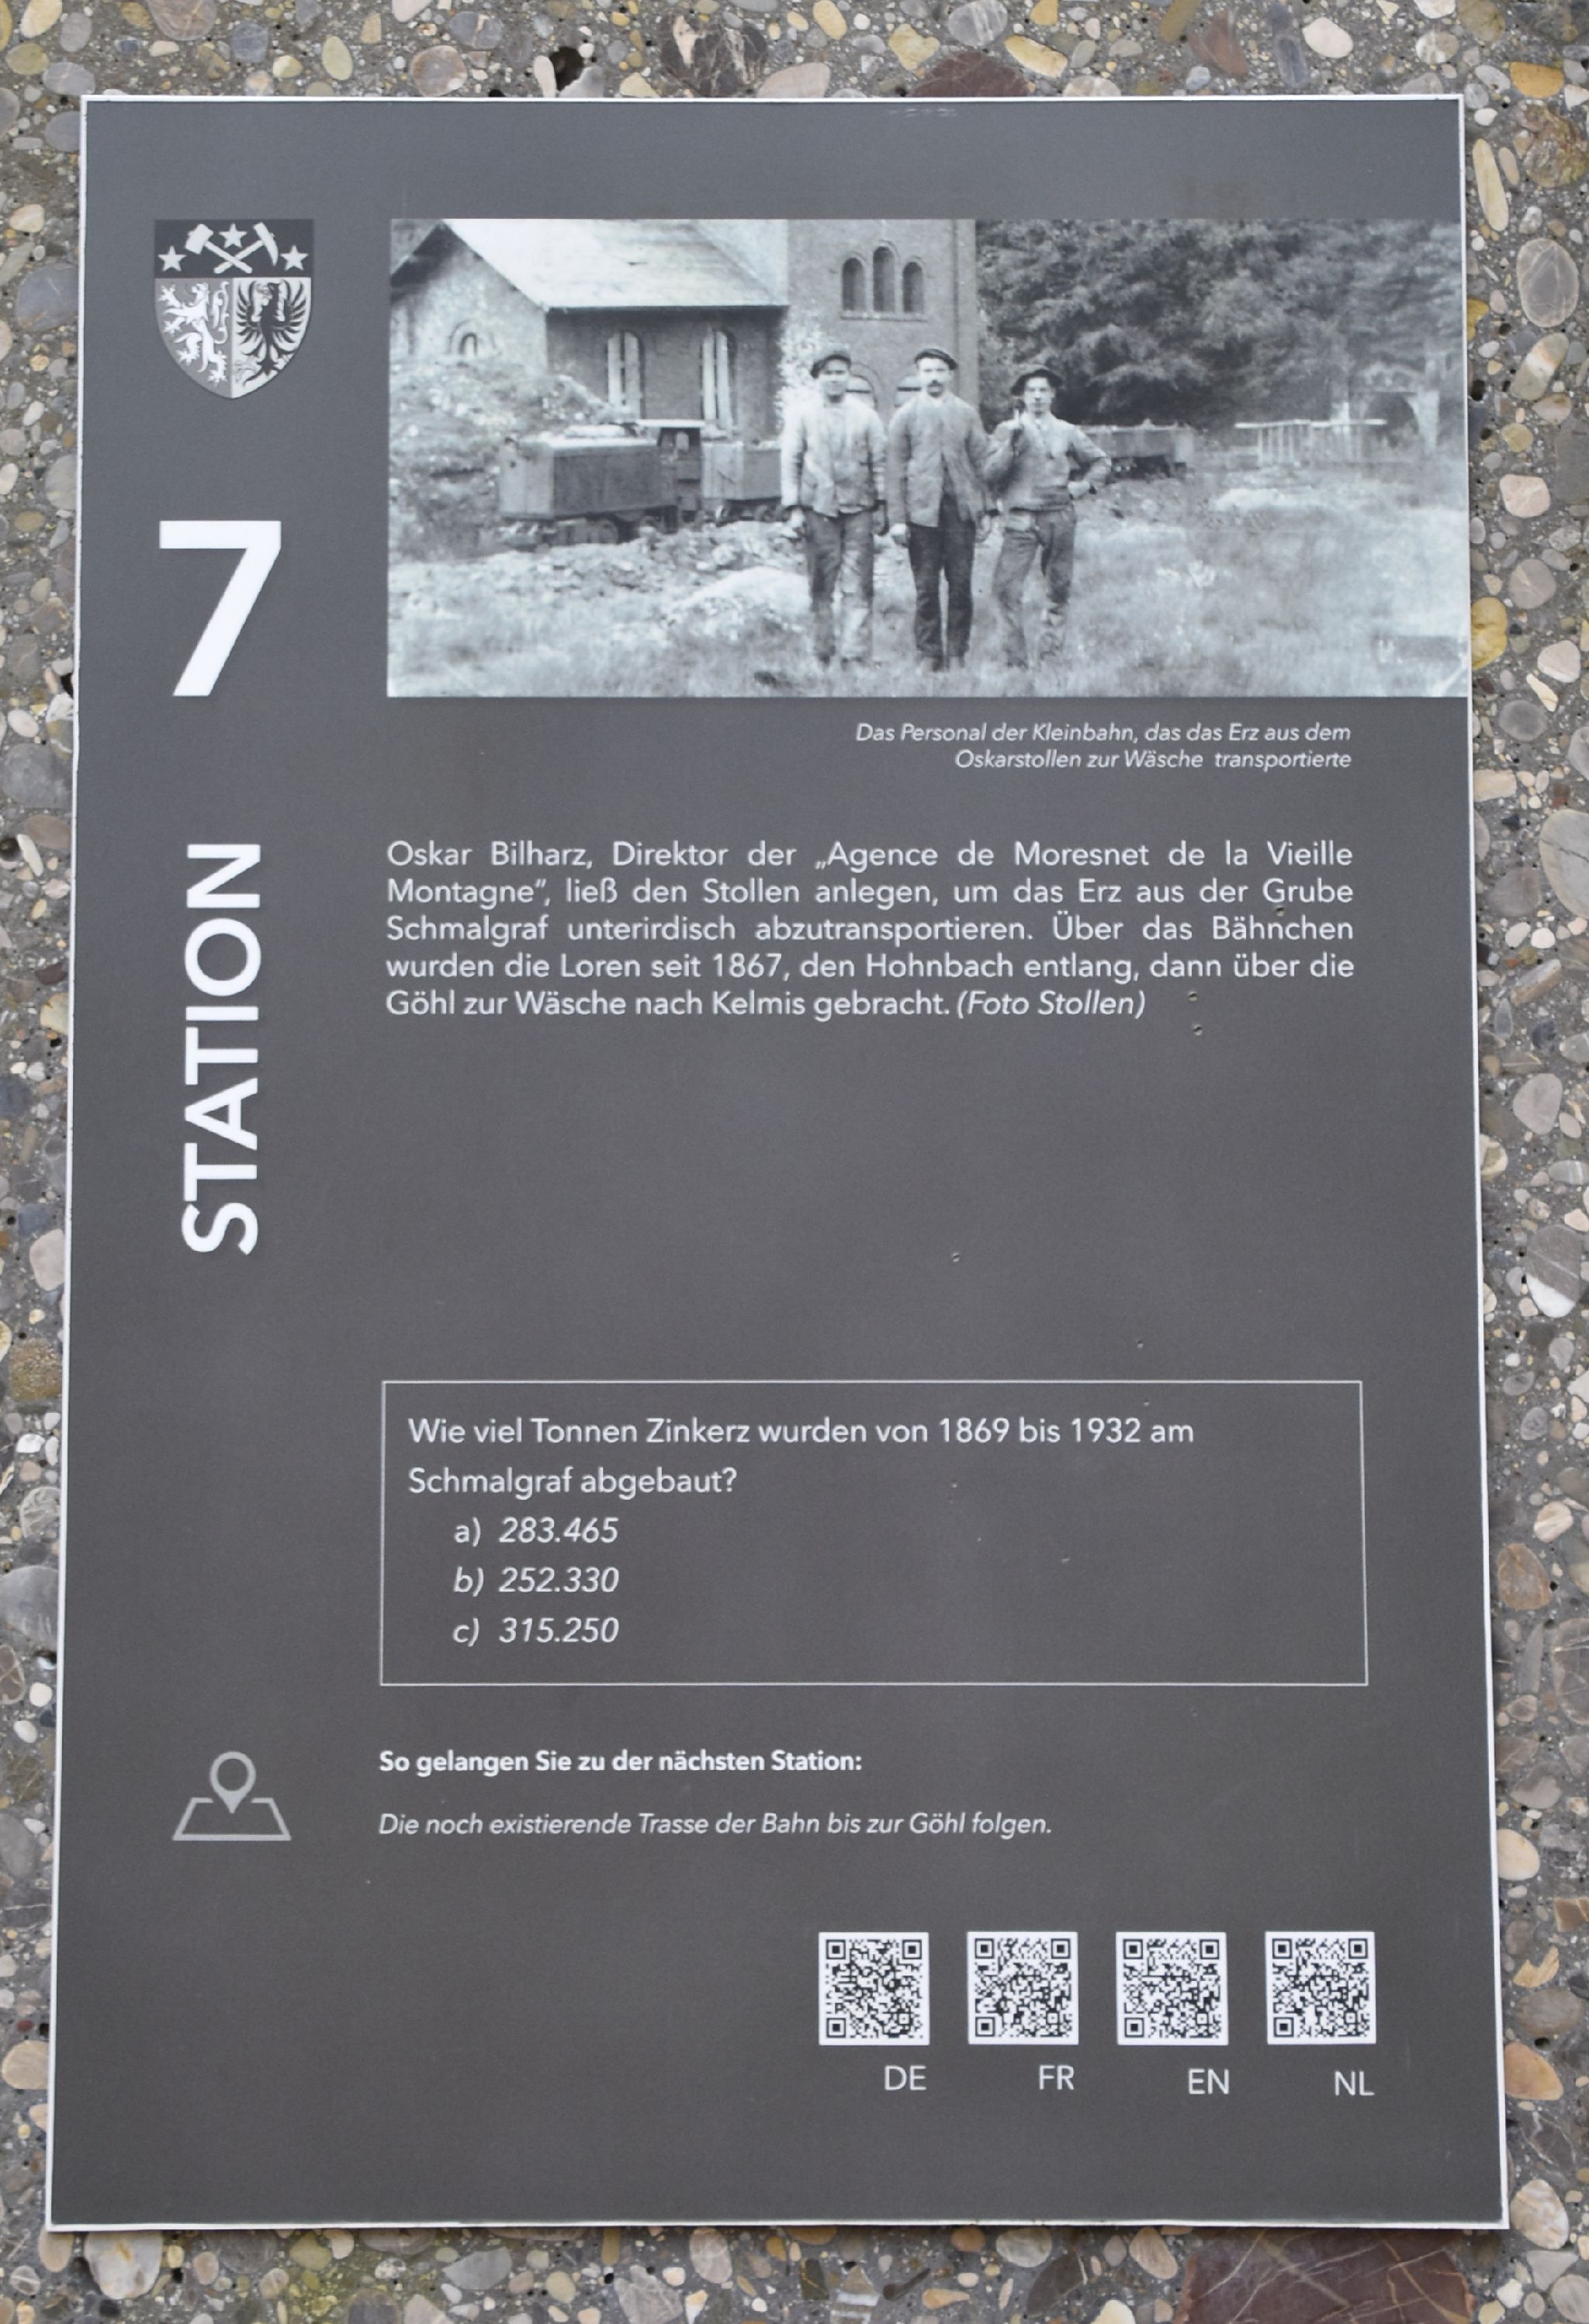 7
STATION
Das Personal der Kleinbahn, das das Erz aus dem
Oskarstollen zur Wäsche transportierte
Oskar Bilharz, Direktor der „Agence de Moresnet de la Vieille
Montagne“, ließ den Stollen anlegen, um das Erz aus der Grube
Schmalgraf unterirdisch abzutransportieren. Über das Bähnchen
wurden die Loren seit 1867, den Hohnbach entlang, dann über die
Göhl zur Wäsche nach Kelmis gebracht. (Foto Stollen)
Wie viel Tonnen Zinkerz wurden von 1869 bis 1932 am
Schmalgraf abgebaut?
a) 283.465
b) 252.330
c) 315.250
So gelangen Sie zu der nächsten Station:
Die noch existierende Trasse der Bahn bis zur Göhl folgen.
DE FR EN NL